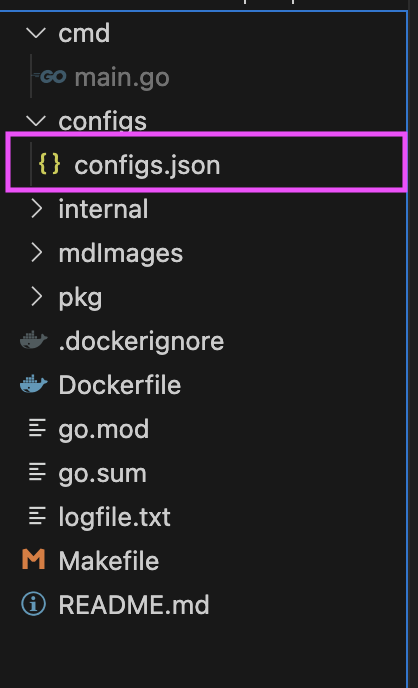 cmd
GO main.go
configs
{} configs.json
internal
mdImages
pkg
.dockerignore
Dockerfile
go.mod
go.sum
logfile.txt
M Makefile
i README.md